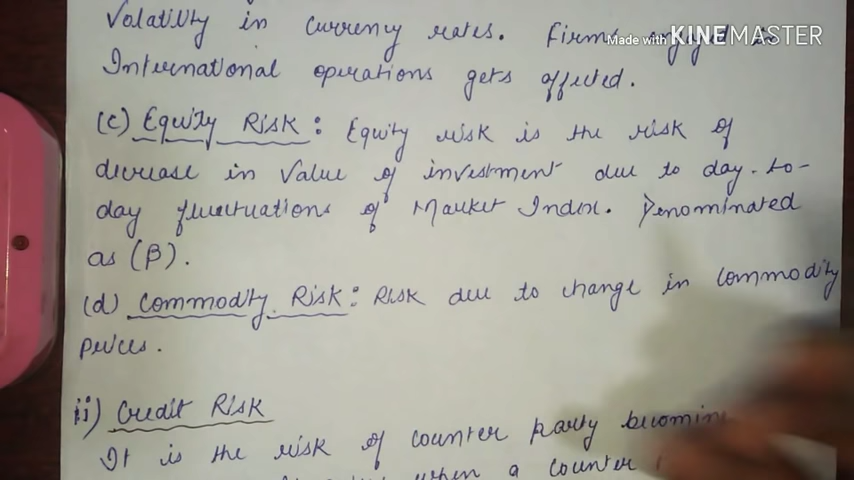 Volatility in currency rates. Firms
Made with KINEMASTER
International operations gets affected.
(c) Equity Risk: Equity risk is the risk of
decrease in value of investment due to day-to-
day fluctuations of Market Index. Denominated
as (β).
(d) Commodity Risk: Risk due to change in commodity
prices.
ii) Credit Risk
It is the risk of counter party
when a counter